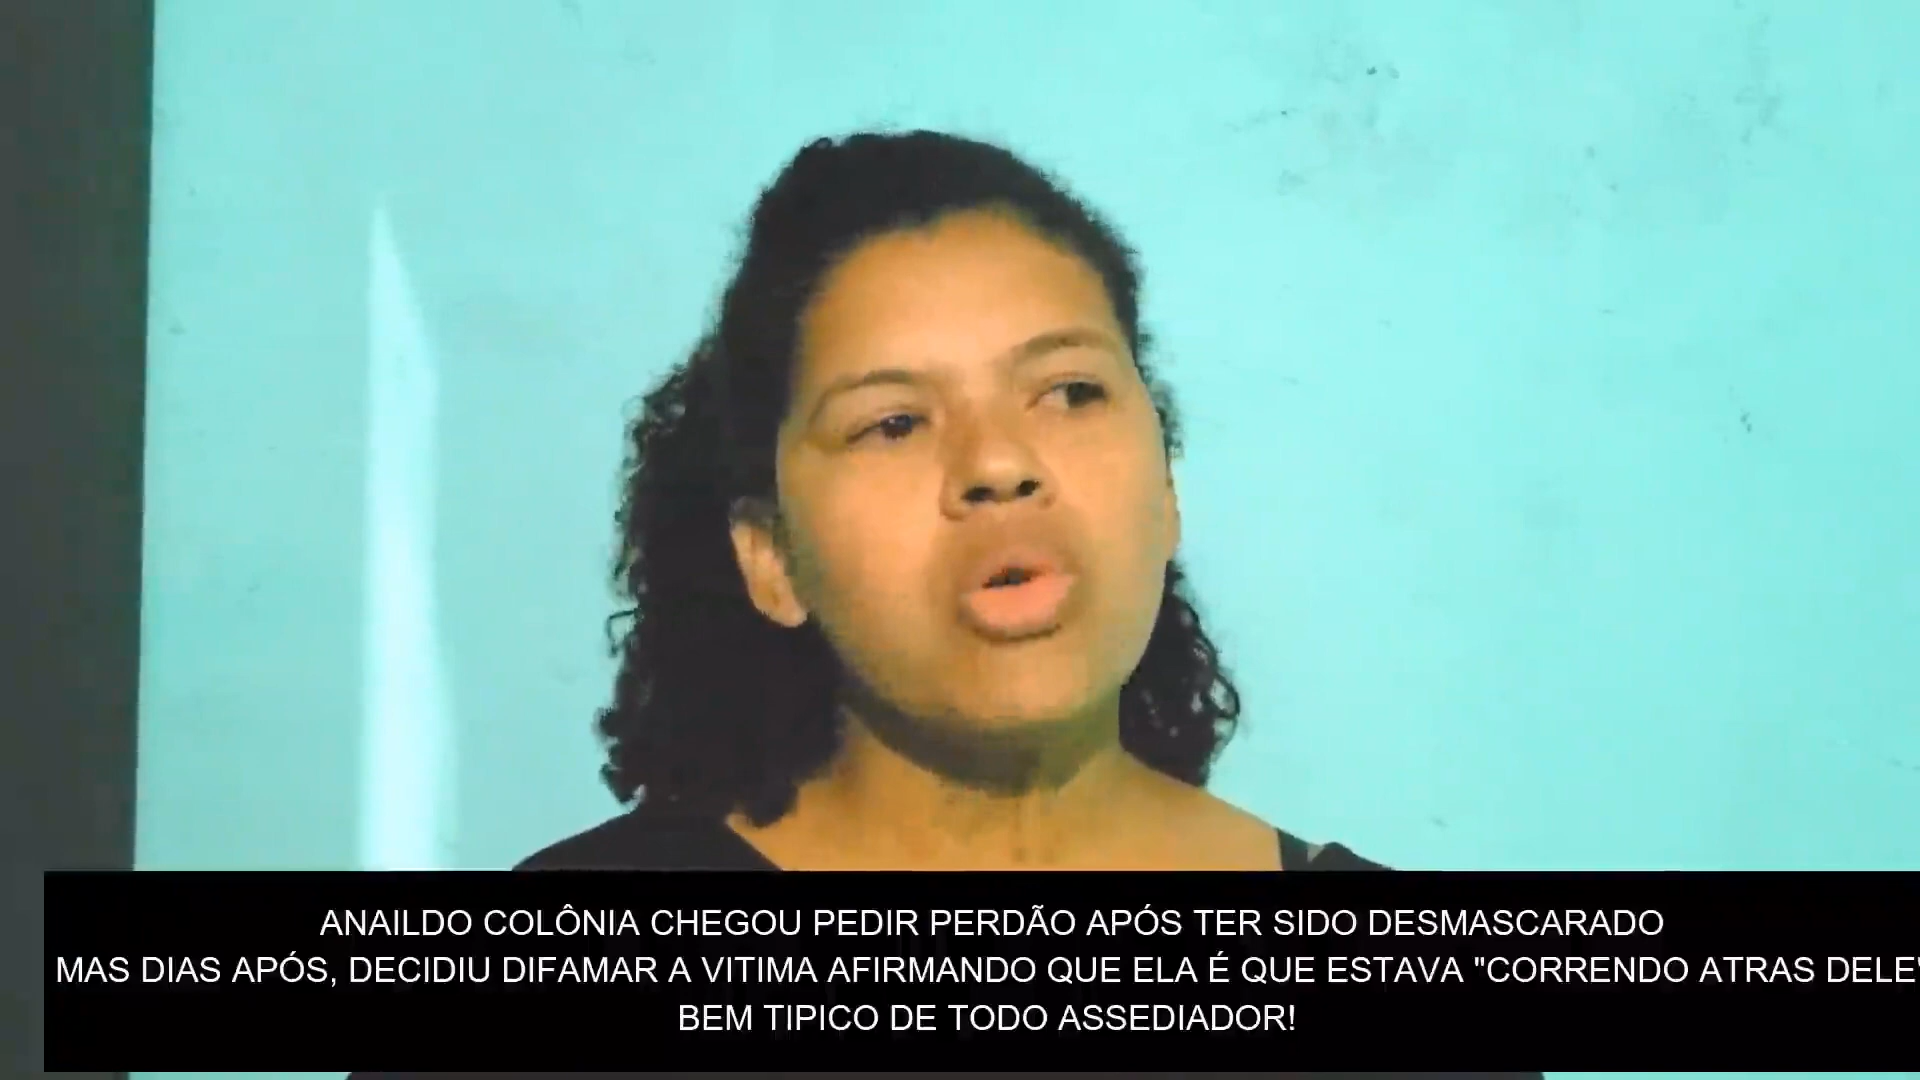 ANAILDO COLÔNIA CHEGOU PEDIR PERDÃO APÓS TER SIDO DESMASCARADO
MAS DIAS APÓS, DECIDIU DIFAMAR A VITIMA AFIRMANDO QUE ELA É QUE ESTAVA "CORRENDO ATRAS DELE"
BEM TIPICO DE TODO ASSEDIADOR!